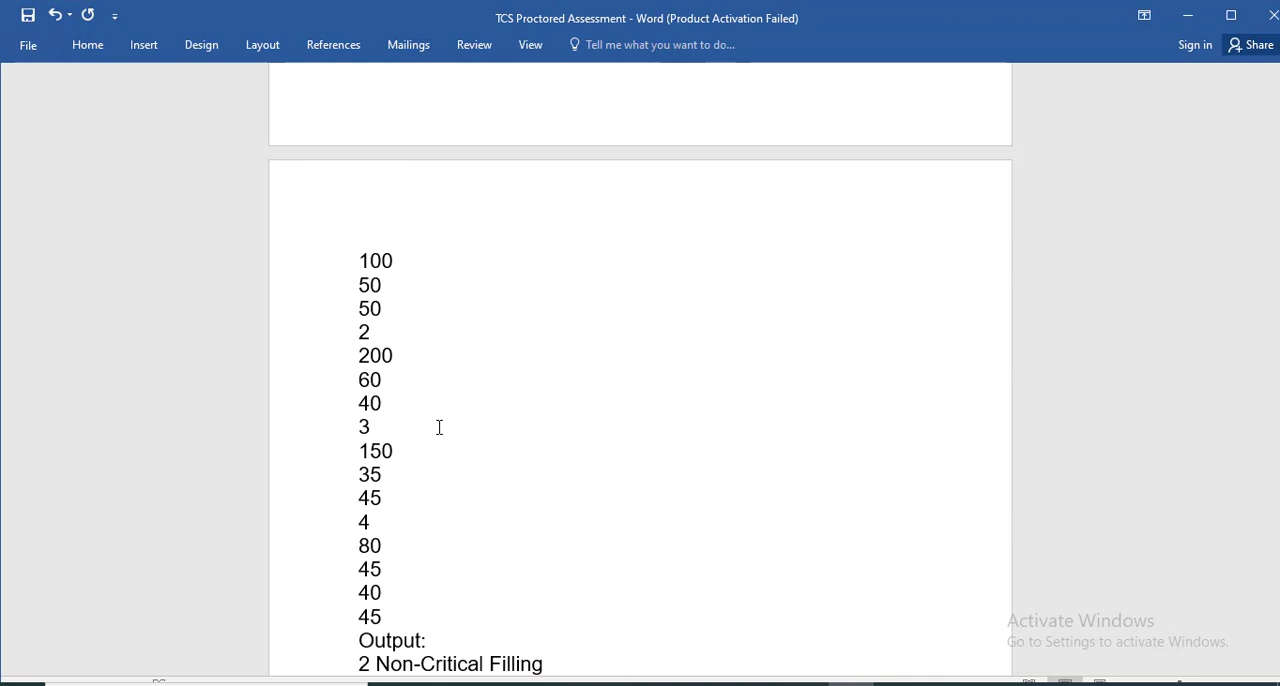 TCS Proctored Assessment - Word (Product Activation Failed)
File Home Insert Design Layout References Mailings Review View Tell me what you want to do... Sign in Share
100
50
50
2
200
60
40
3
150
35
45
4
80
45
40
45
Output:
2 Non-Critical Filling
Activate Windows
Go to Settings to activate Windows.